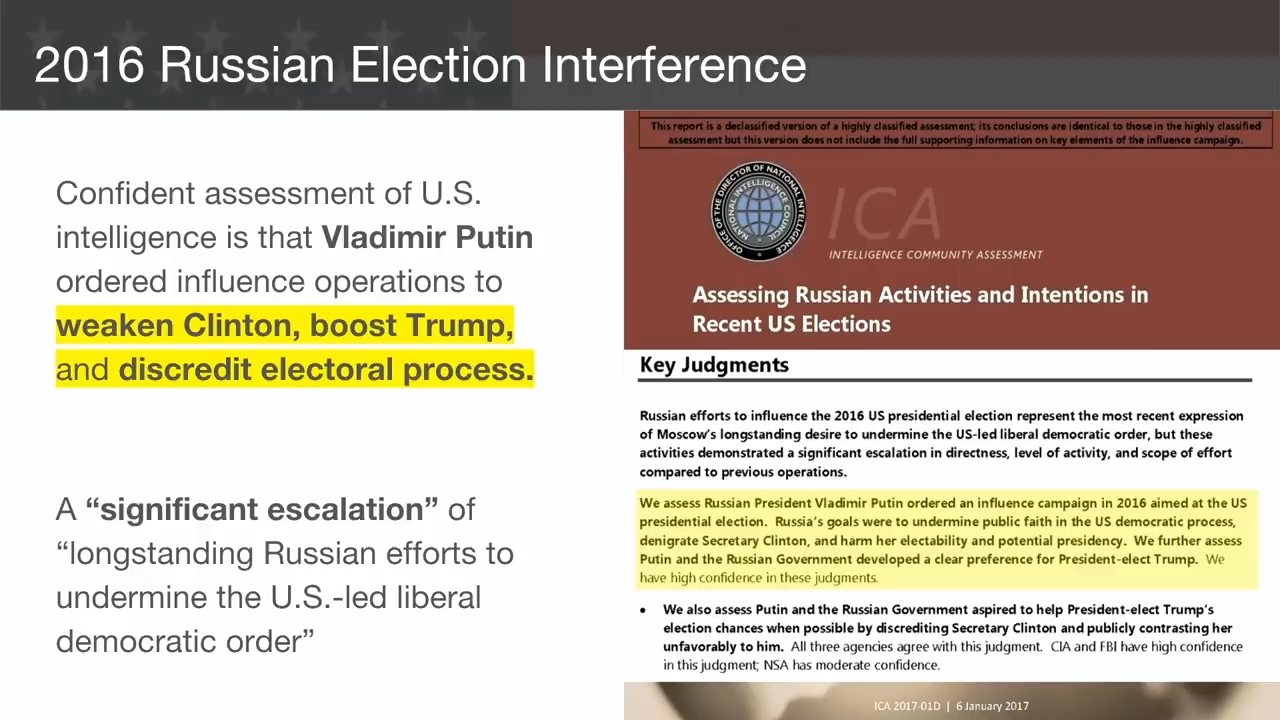 2016 Russian Election Interference
Confident assessment of U.S.
intelligence is that Vladimir Putin
ordered influence operations to
weaken Clinton, boost Trump,
and discredit electoral process.
A “significant escalation” of
“longstanding Russian efforts to
undermine the U.S.-led liberal
democratic order”
This report is a declassified version of a highly classified assessment; its conclusions are identical to those in the highly classified
assessment but this version does not include the full supporting information on key elements of the influence campaign.
OFFICE OF THE DIRECTOR OF NATIONAL INTELLIGENCE
NATIONAL INTELLIGENCE COUNCIL
ICA
INTELLIGENCE COMMUNITY ASSESSMENT
Assessing Russian Activities and Intentions in
Recent US Elections
Key Judgments
Russian efforts to influence the 2016 US presidential election represent the most recent expression
of Moscow’s longstanding desire to undermine the US-led liberal democratic order, but these
activities demonstrated a significant escalation in directness, level of activity, and scope of effort
compared to previous operations.
We assess Russian President Vladimir Putin ordered an influence campaign in 2016 aimed at the US
presidential election. Russia’s goals were to undermine public faith in the US democratic process,
denigrate Secretary Clinton, and harm her electability and potential presidency. We further assess
Putin and the Russian Government developed a clear preference for President-elect Trump. We
have high confidence in these judgments.
• We also assess Putin and the Russian Government aspired to help President-elect Trump’s
election chances when possible by discrediting Secretary Clinton and publicly contrasting her
unfavorably to him. All three agencies agree with this judgment. CIA and FBI have high confidence
in this judgment; NSA has moderate confidence.
ICA 2017-01D | 6 January 2017